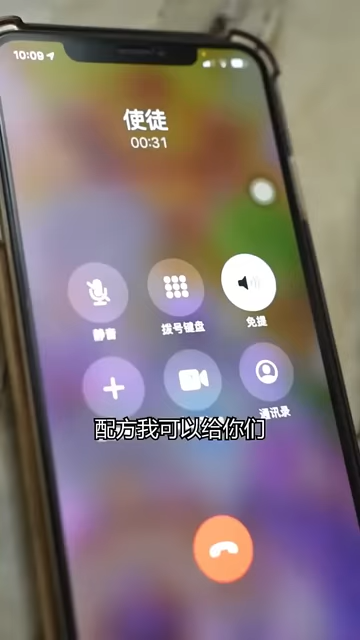 10:09
使徒
00:31
静音
拨号键盘
免提
通讯录
配方我可以给你们